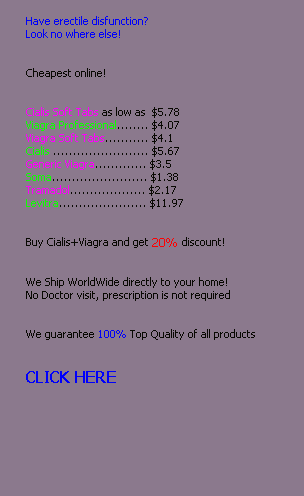 Have erectile disfunction?
Look no where else!
Cheapest online!
Cialis Soft Tabs as low as $5.78
Viagra Professional........ $4.07
Viagra Soft Tabs........... $4.1
Cialis........................ $5.67
Generic Viagra............. $3.5
Soma....................... $1.38
Tramadol................... $2.17
Levitra...................... $11.97
Buy Cialis+Viagra and get 20% discount!
We Ship WorldWide directly to your home!
No Doctor visit, prescription is not required
We guarantee 100% Top Quality of all products
CLICK HERE